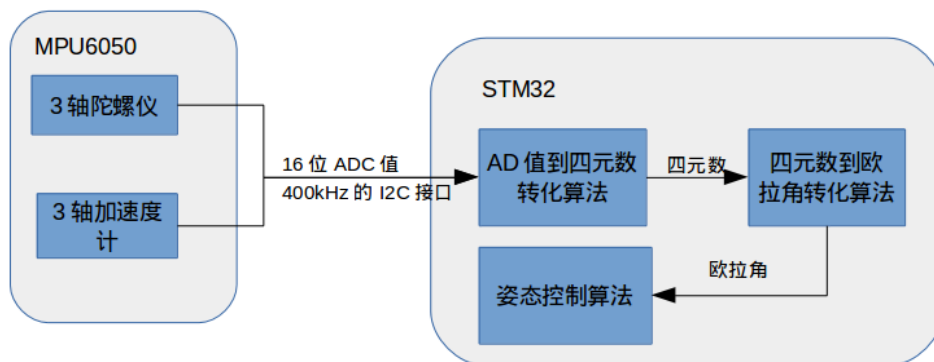 MPU6050
3 轴陀螺仪
3 轴加速度
计
16 位 ADC 值
400kHz 的 I2C 接口
STM32
AD 值到四元数
转化算法
四元数
四元数到欧
拉角转化算法
欧拉角
姿态控制算法